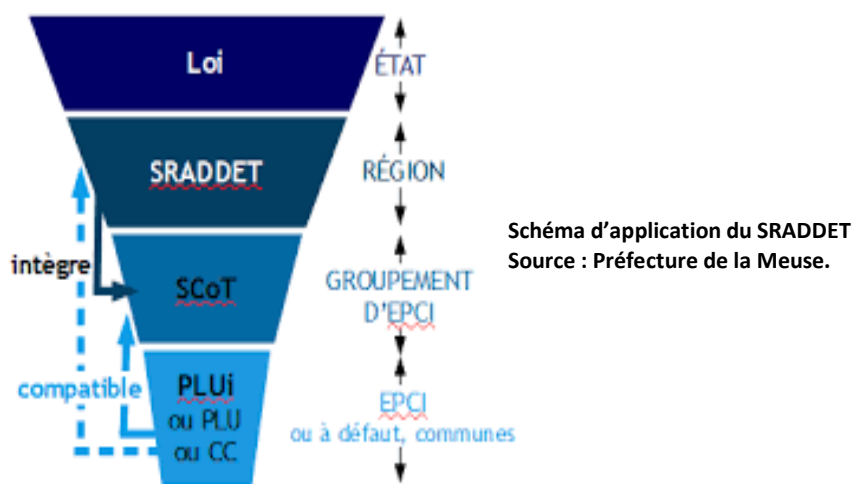 Loi
ÉTAT
SRADDET
RÉGION
Schéma d’application du SRADDET
Source : Préfecture de la Meuse.
intègre
SCoT
GROUPEMENT
D’EPCI
compatible
PLUi
ou PLU
ou CC
EPCI
ou à défaut, communes